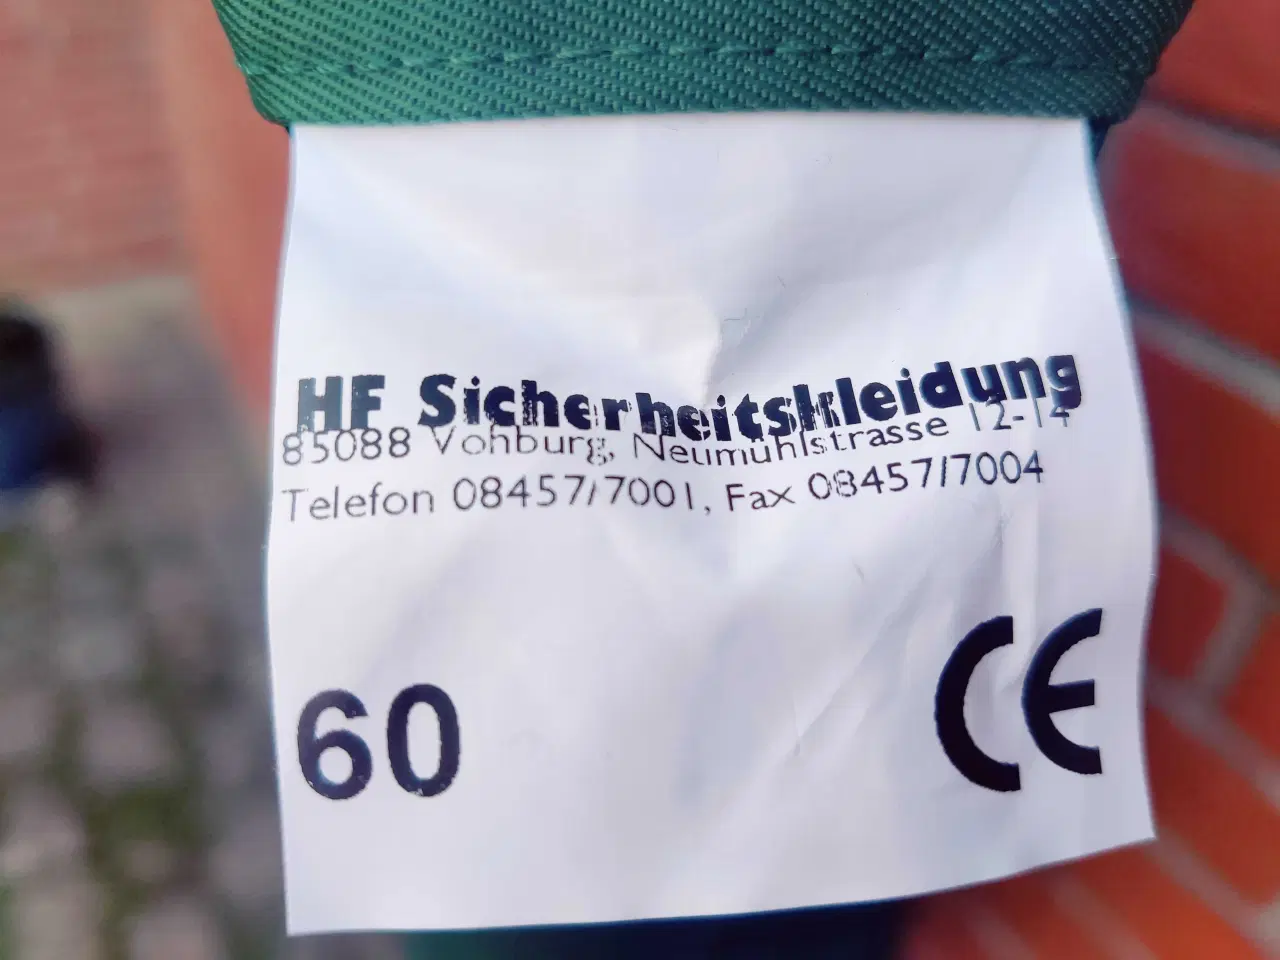 HF Sicherheitskleidung
85088 Vohburg, Neumühlstrasse 12-14
Telefon 08457/7001, Fax 08457/7004
60
CE